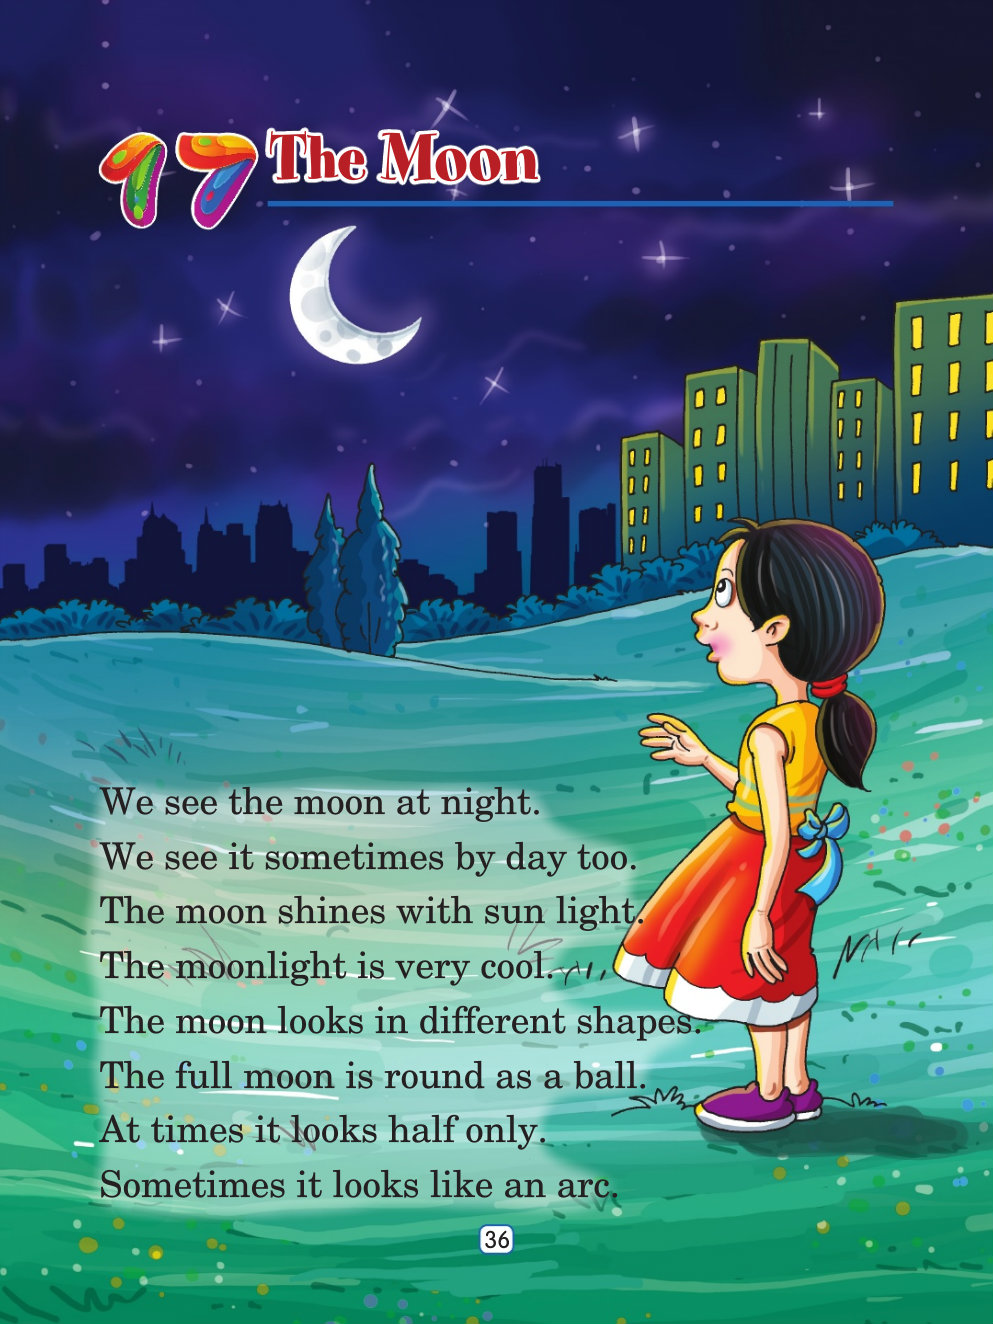 17 The Moon
We see the moon at night.
We see it sometimes by day too.
The moon shines with sun light.
The moonlight is very cool.
The moon looks in different shapes.
The full moon is round as a ball.
At times it looks half only.
Sometimes it looks like an arc.
36